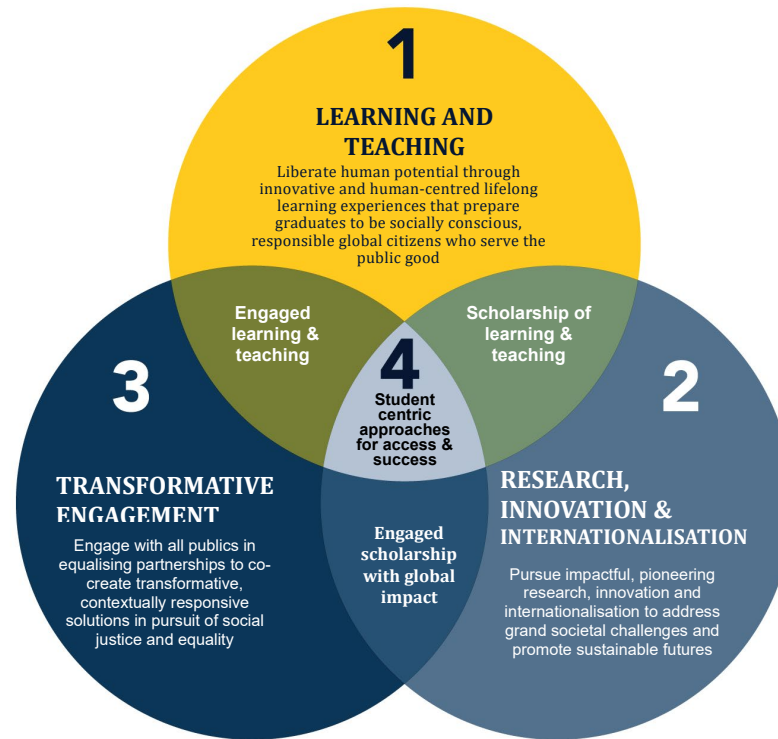 1
LEARNING AND
TEACHING
Liberate human potential through
innovative and human-centred lifelong
learning experiences that prepare
graduates to be socially conscious,
responsible global citizens who serve the
public good
Engaged
learning &
teaching
Scholarship of
learning &
teaching
4
Student
centric
approaches
for access &
success
3
TRANSFORMATIVE
ENGAGEMENT
Engage with all publics in
equalising partnerships to co-
create transformative,
contextually responsive
solutions in pursuit of social
justice and equality
Engaged
scholarship
with global
impact
2
RESEARCH,
INNOVATION &
INTERNATIONALISATION
Pursue impactful, pioneering
research, innovation and
internationalisation to address
grand societal challenges and
promote sustainable futures